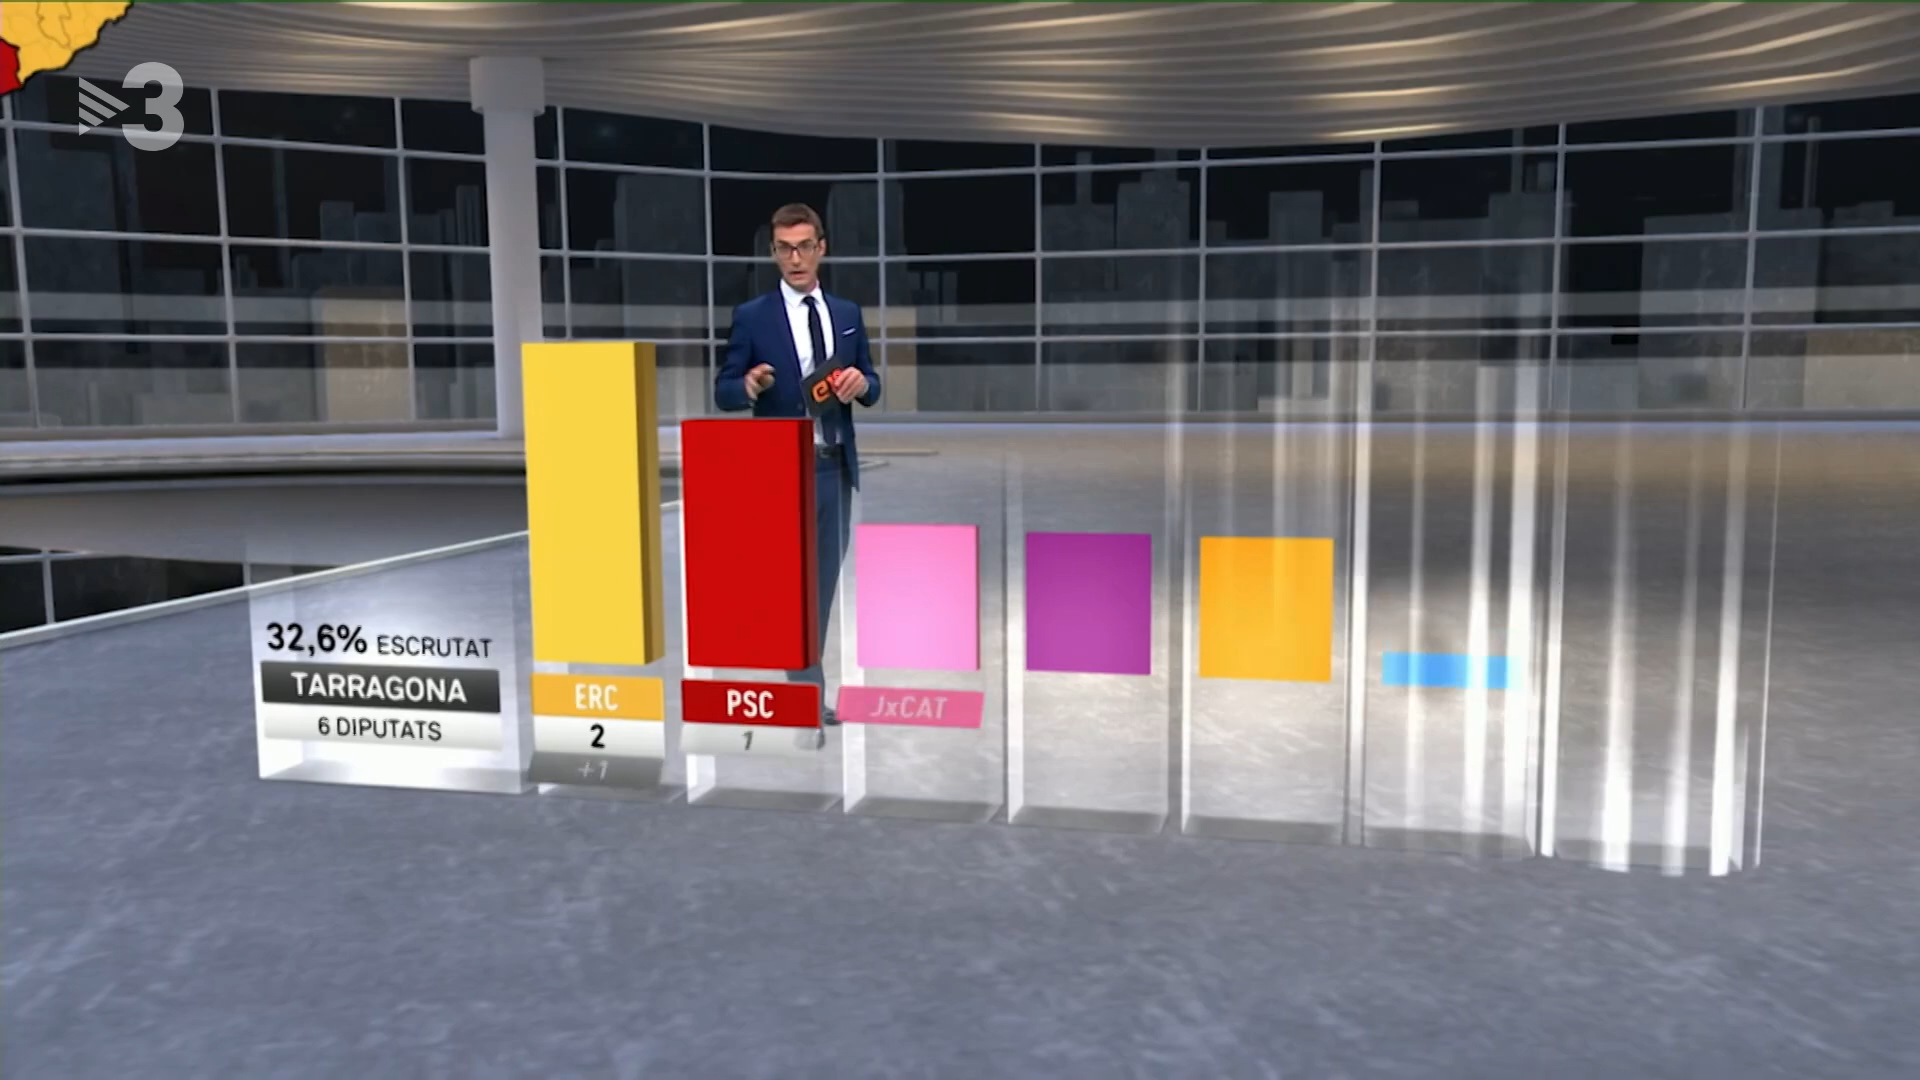 3
32,6% ESCRUTAT
TARRAGONA
6 DIPUTATS
ERC
2
+1
PSC
1
JxCAT